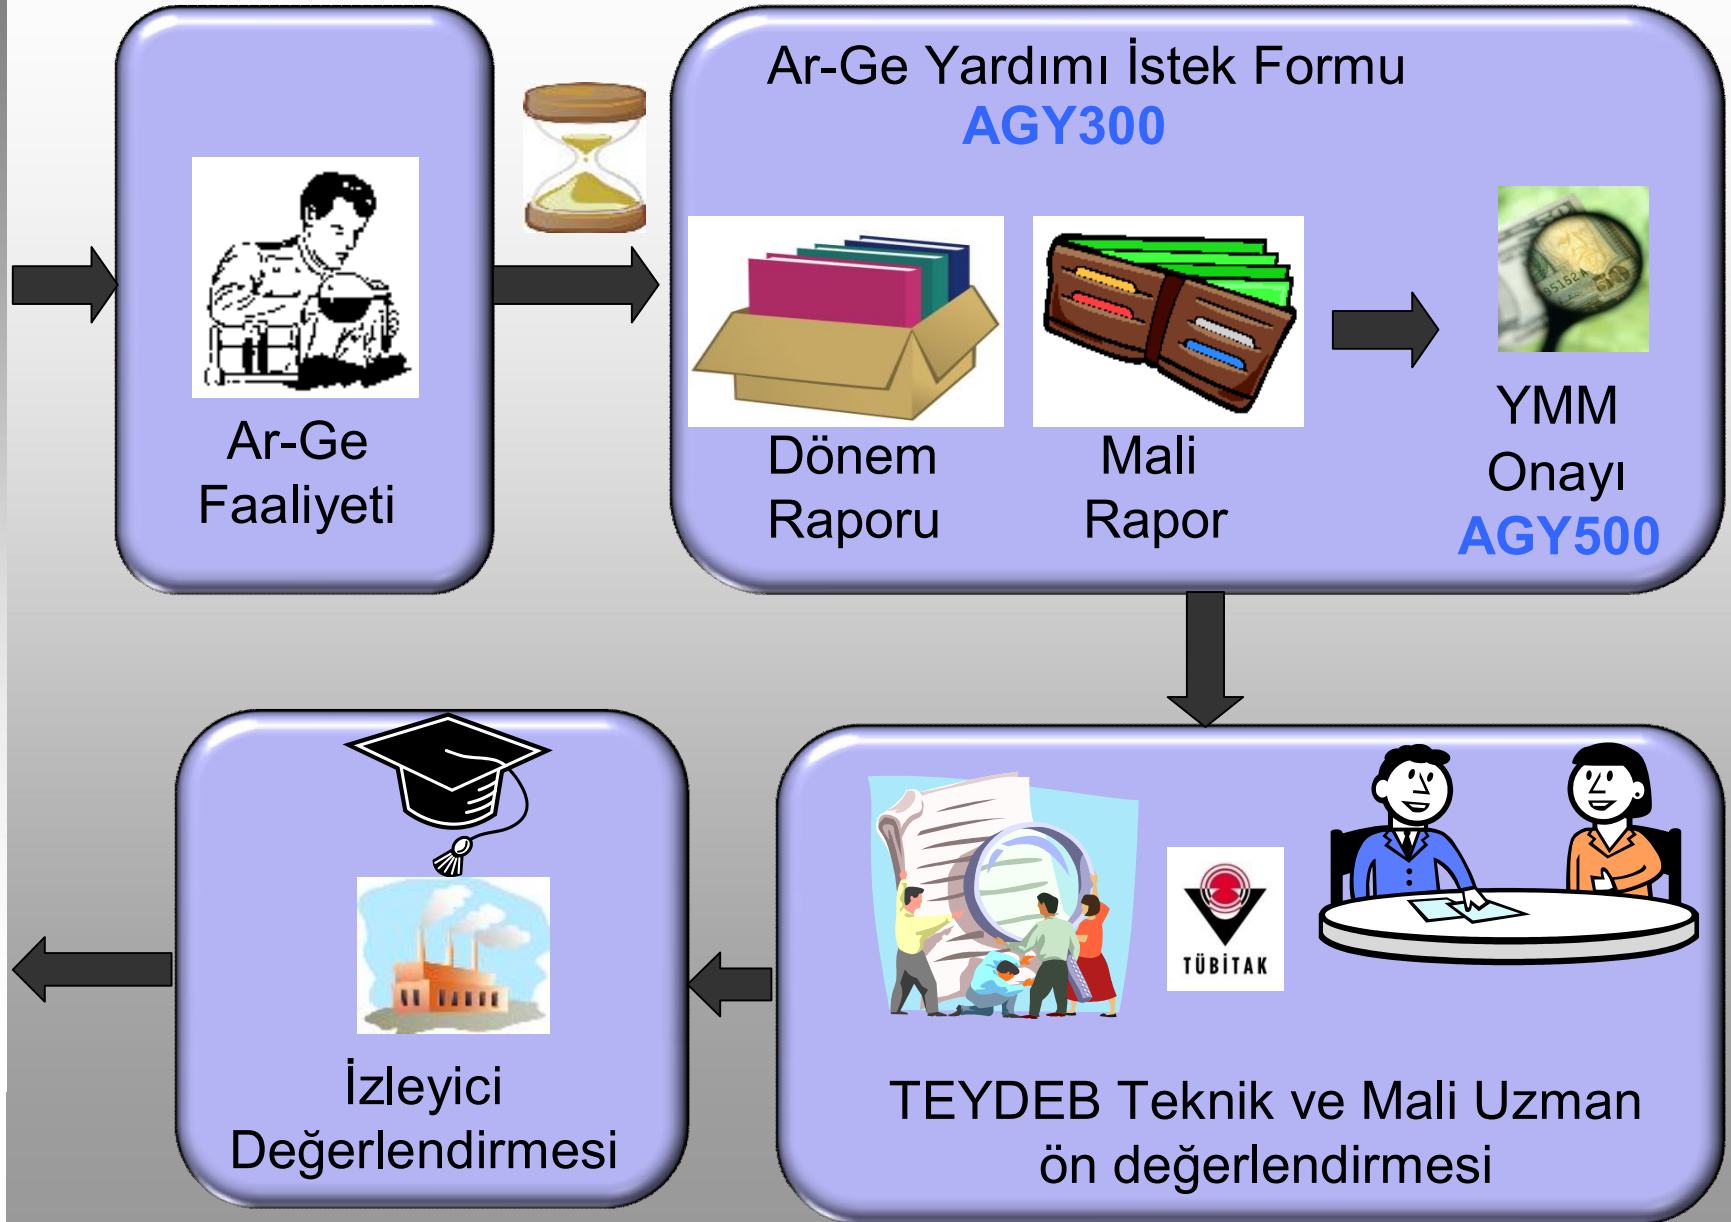 Ar-Ge Yardımı İstek Formu
AGY300
Ar-Ge
Faaliyeti
Dönem
Raporu
Mali
Rapor
YMM
Onayı
AGY500
TÜBİTAK
TEYDEB Teknik ve Mali Uzman
ön değerlendirmesi
İzleyici
Değerlendirmesi